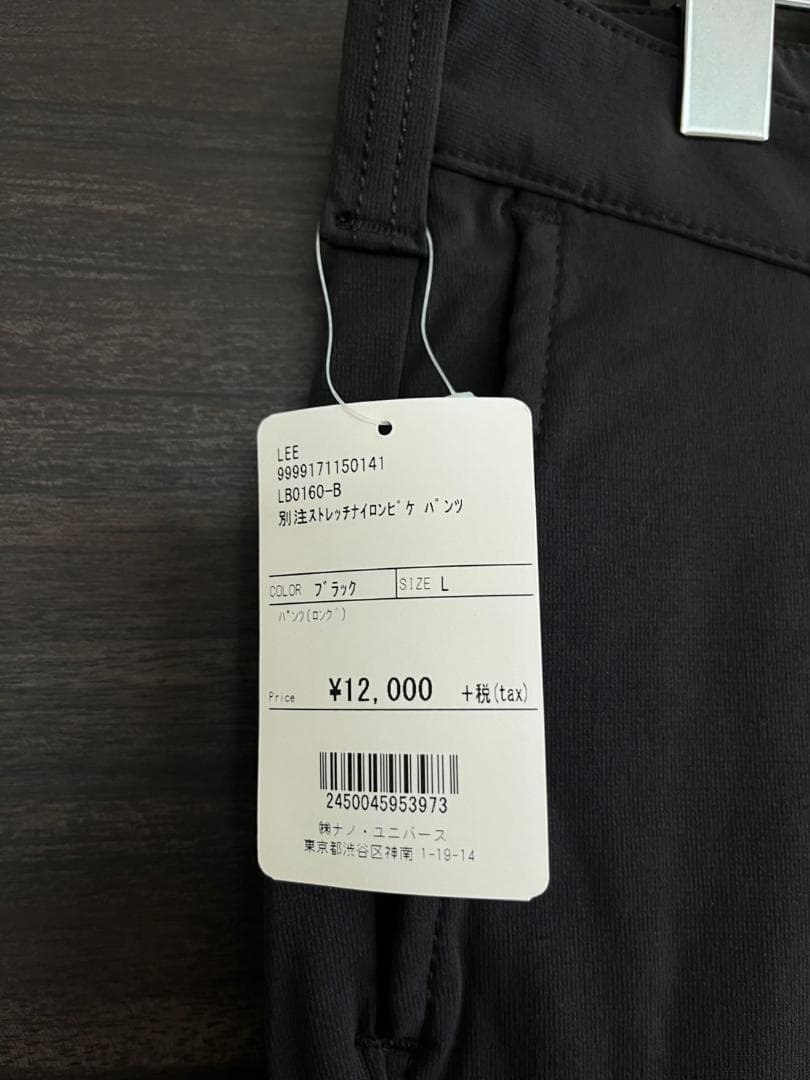 LEE
9999171150141
LB0160-B
別注ストレッチナイロンピケ パンツ
COLOR ブラック SIZE L
パンツ(ロング)
Price ¥12,000 +税(tax)
2450045953973
㈱ナノ・ユニバース
東京都渋谷区神南 1-19-14